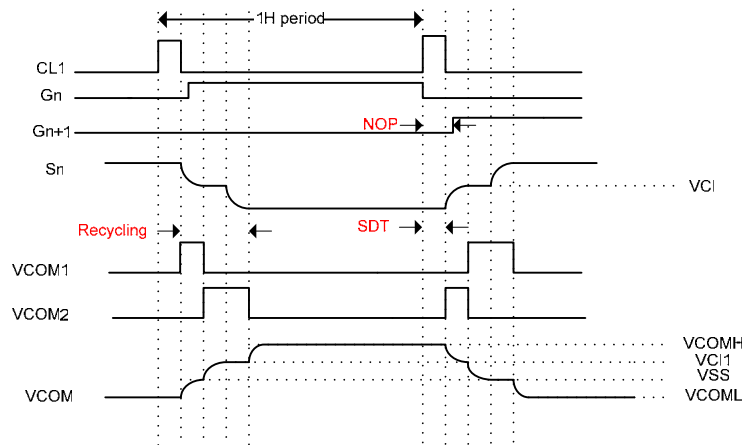 1H period
CL1
Gn
Gn+1
NOP
Sn
VCI
Recycling
SDT
VCOM1
VCOM2
VCOMH
VCI1
VSS
VCOM
VCOML